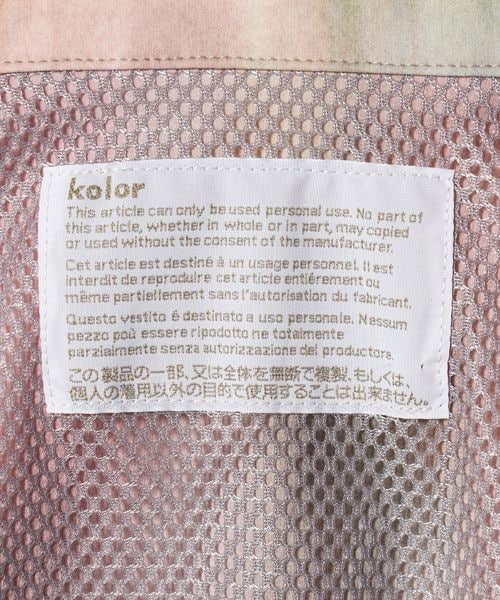 kolor
This article can only be used personal use. No part of
this article, whether in whole or in part, may copied
or used without the consent of the manufacturer.
Cet article est destiné à un usage personnel. Il est
interdit de reproduire cet article entiérement ou
même partiellement sans l'autorisation du fabricant.
Questo vestito é destinato a uso personale. Nessum
pezzo puù essere ripodotto ne totalmente
parzialmente senza autorizzazione del productore.
この製品の一部、又は全体を無断で複製、もしくは、
個人の着用以外の目的で使用することは出来ません。